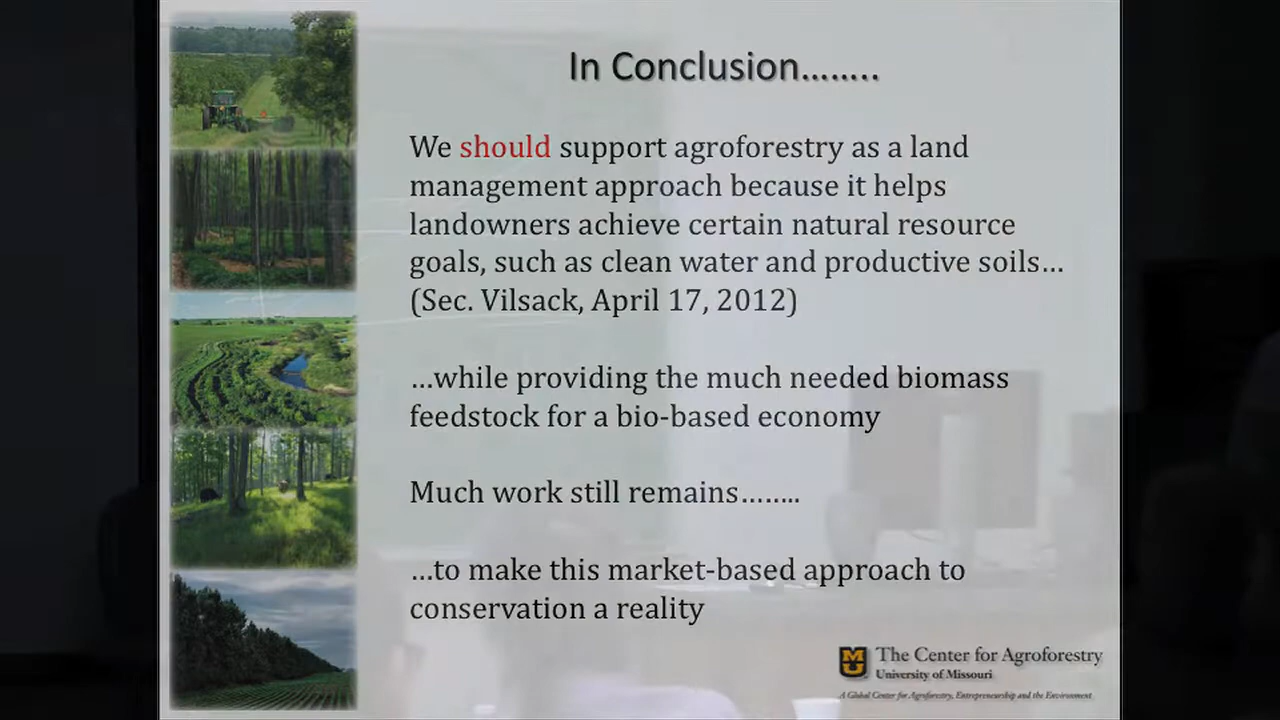 In Conclusion……..
We should support agroforestry as a land
management approach because it helps
landowners achieve certain natural resource
goals, such as clean water and productive soils…
(Sec. Vilsack, April 17, 2012)
…while providing the much needed biomass
feedstock for a bio-based economy
Much work still remains……..
…to make this market-based approach to
conservation a reality
MU
The Center for Agroforestry
University of Missouri
A Global Center for Agroforestry, Entrepreneurship and the Environment